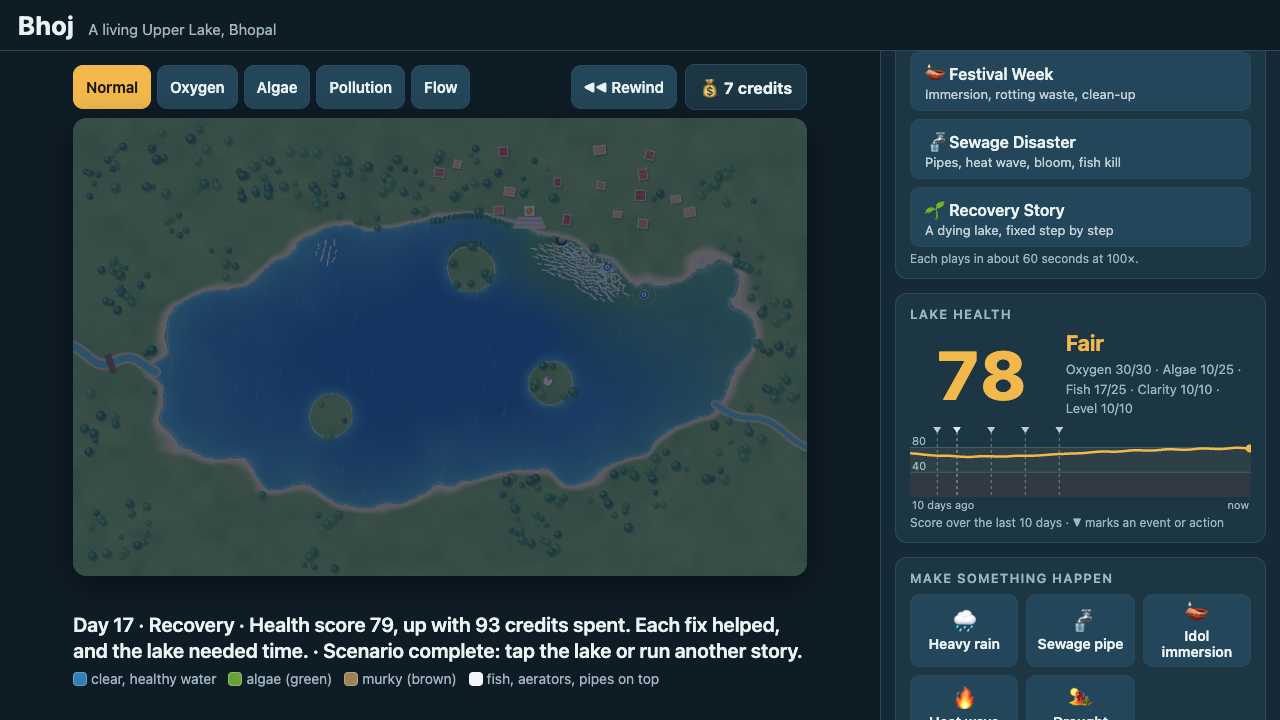 Bhoj A living Upper Lake, Bhopal
Normal Oxygen Algae Pollution Flow Rewind 7 credits
Day 17 · Recovery · Health score 79, up with 93 credits spent. Each fix helped,
and the lake needed time. · Scenario complete: tap the lake or run another story.
clear, healthy water algae (green) murky (brown) fish, aerators, pipes on top
Festival Week
Immersion, rotting waste, clean-up
Sewage Disaster
Pipes, heat wave, bloom, fish kill
Recovery Story
A dying lake, fixed step by step
Each plays in about 60 seconds at 100×.
LAKE HEALTH
78
Fair
Oxygen 30/30 · Algae 10/25 ·
Fish 17/25 · Clarity 10/10 ·
Level 10/10
80
40
10 days ago now
Score over the last 10 days · ▼ marks an event or action
MAKE SOMETHING HAPPEN
Heavy rain
Sewage pipe
Idol
immersion
Heat wave
Drought